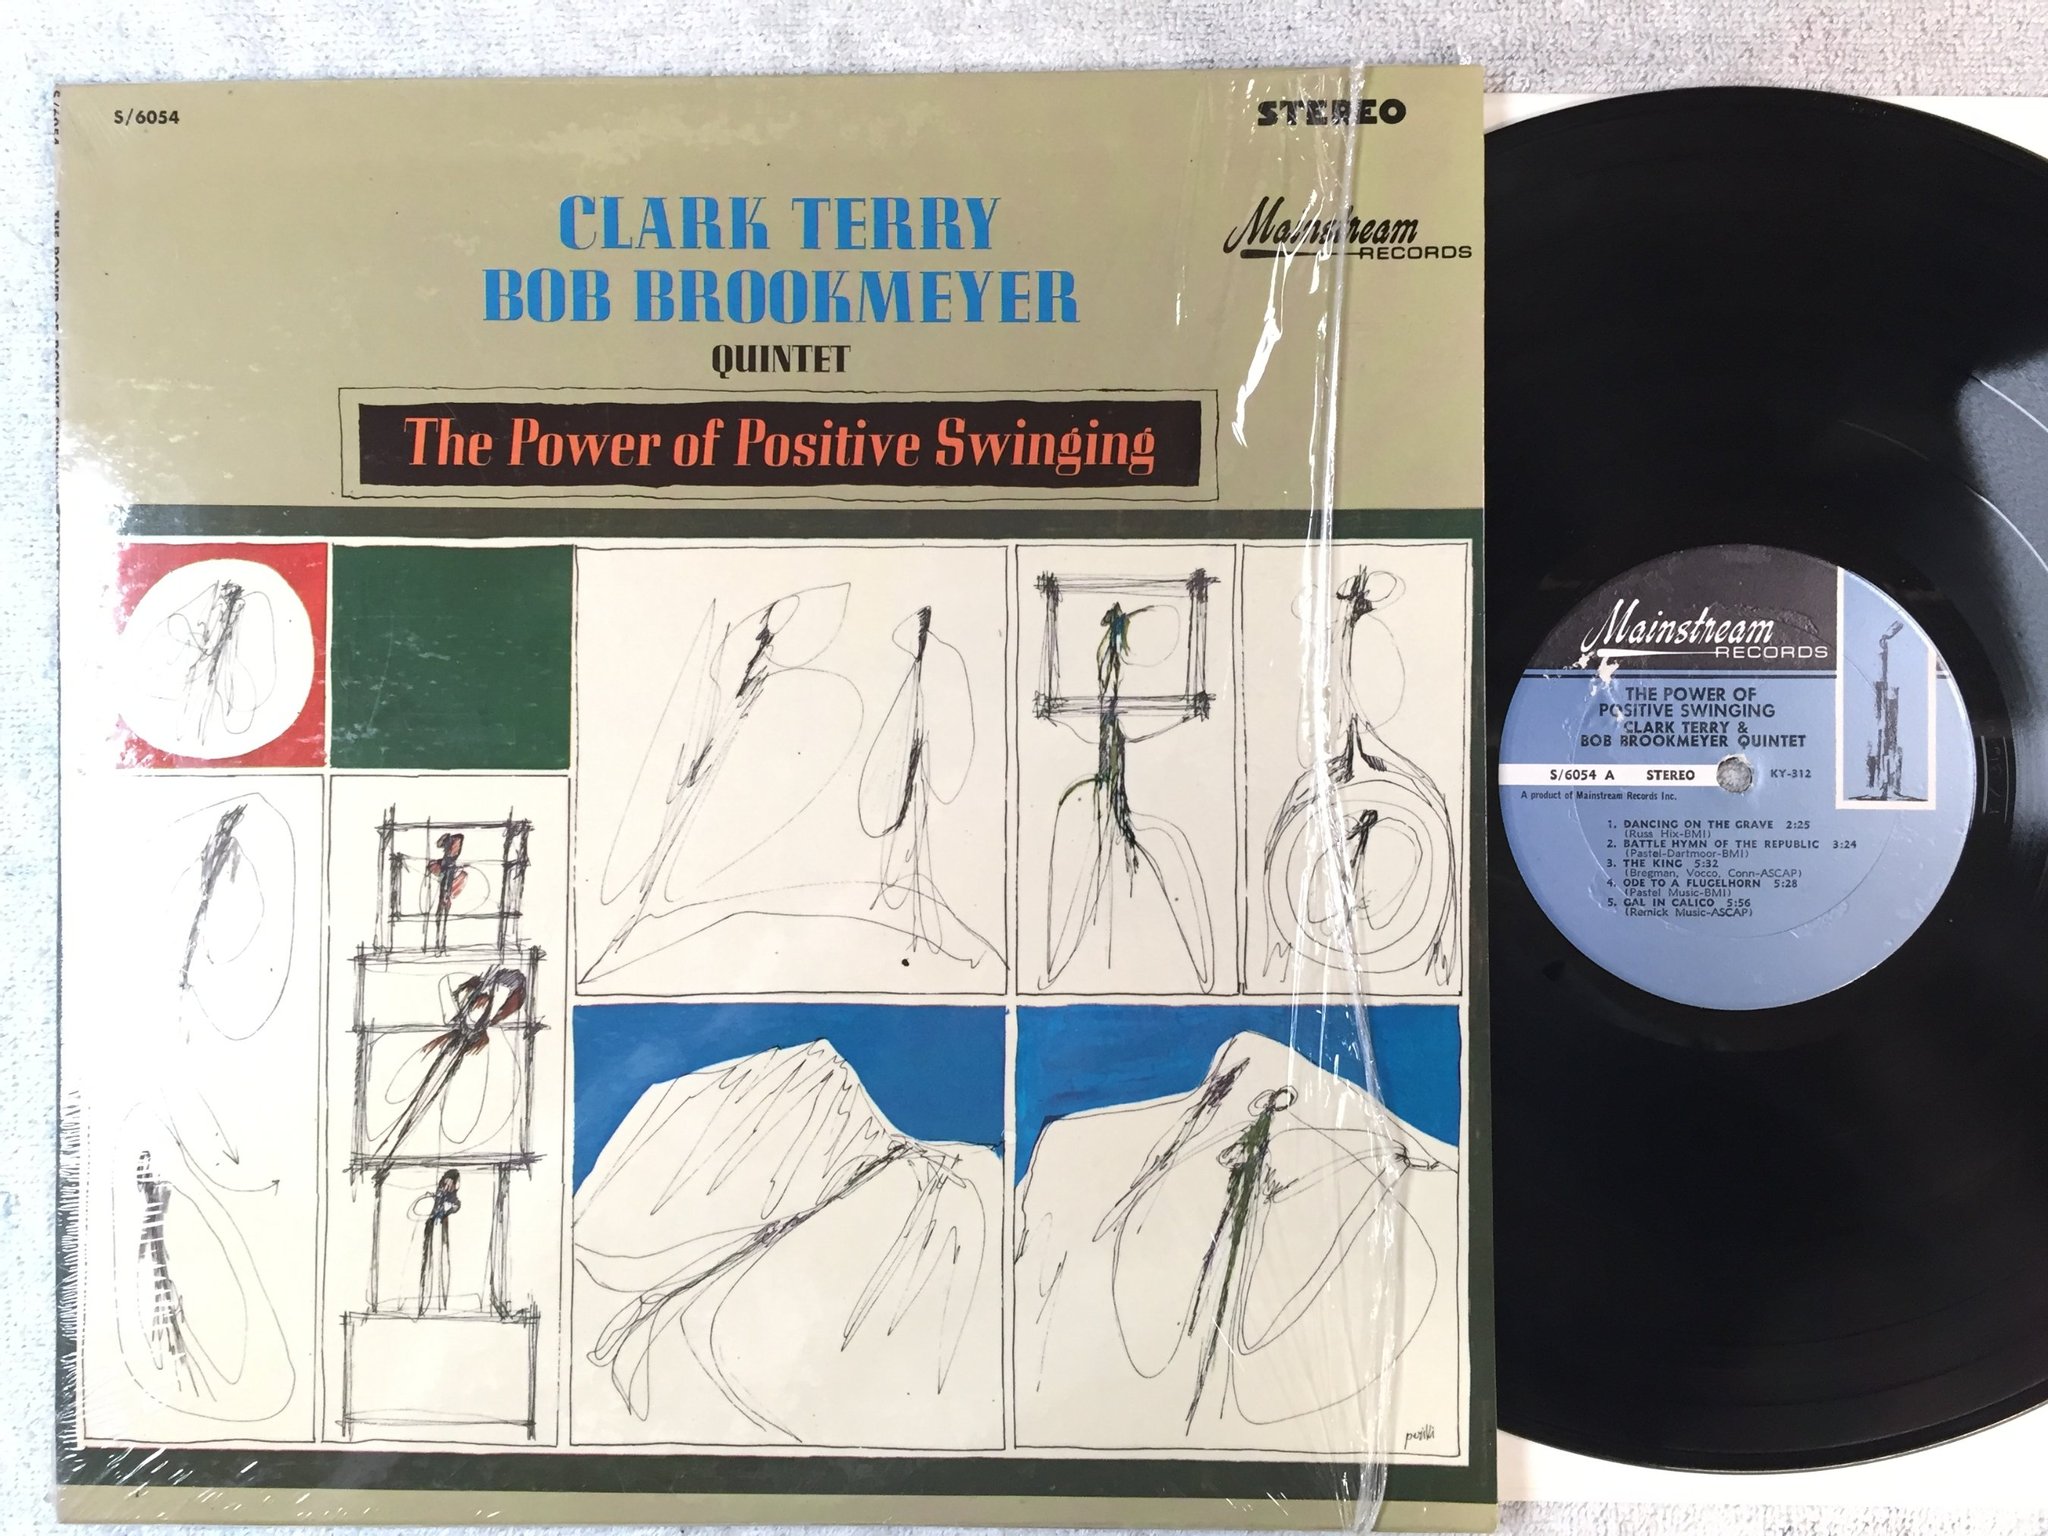 S/6054
STEREO
CLARK TERRY
BOB BROOKMEYER
QUINTET
Mainstream
RECORDS
The Power of Positive Swinging
perilli
S/6054
Mainstream
RECORDS
THE POWER OF
POSITIVE SWINGING
CLARK TERRY &
BOB BROOKMEYER QUINTET
S/6054 A STEREO KY-312
A product of Mainstream Records Inc.
1. DANCING ON THE GRAVE 2:25
(Russ Hix-BMI)
2. BATTLE HYMN OF THE REPUBLIC 3:24
(Pastel-Dartmoor-BMI)
3. THE KING 5:32
(Bregman, Vocco, Conn-ASCAP)
4. ODE TO A FLUGELHORN 5:28
(Pastel Music-BMI)
5. GAL IN CALICO 5:56
(Remick Music-ASCAP)